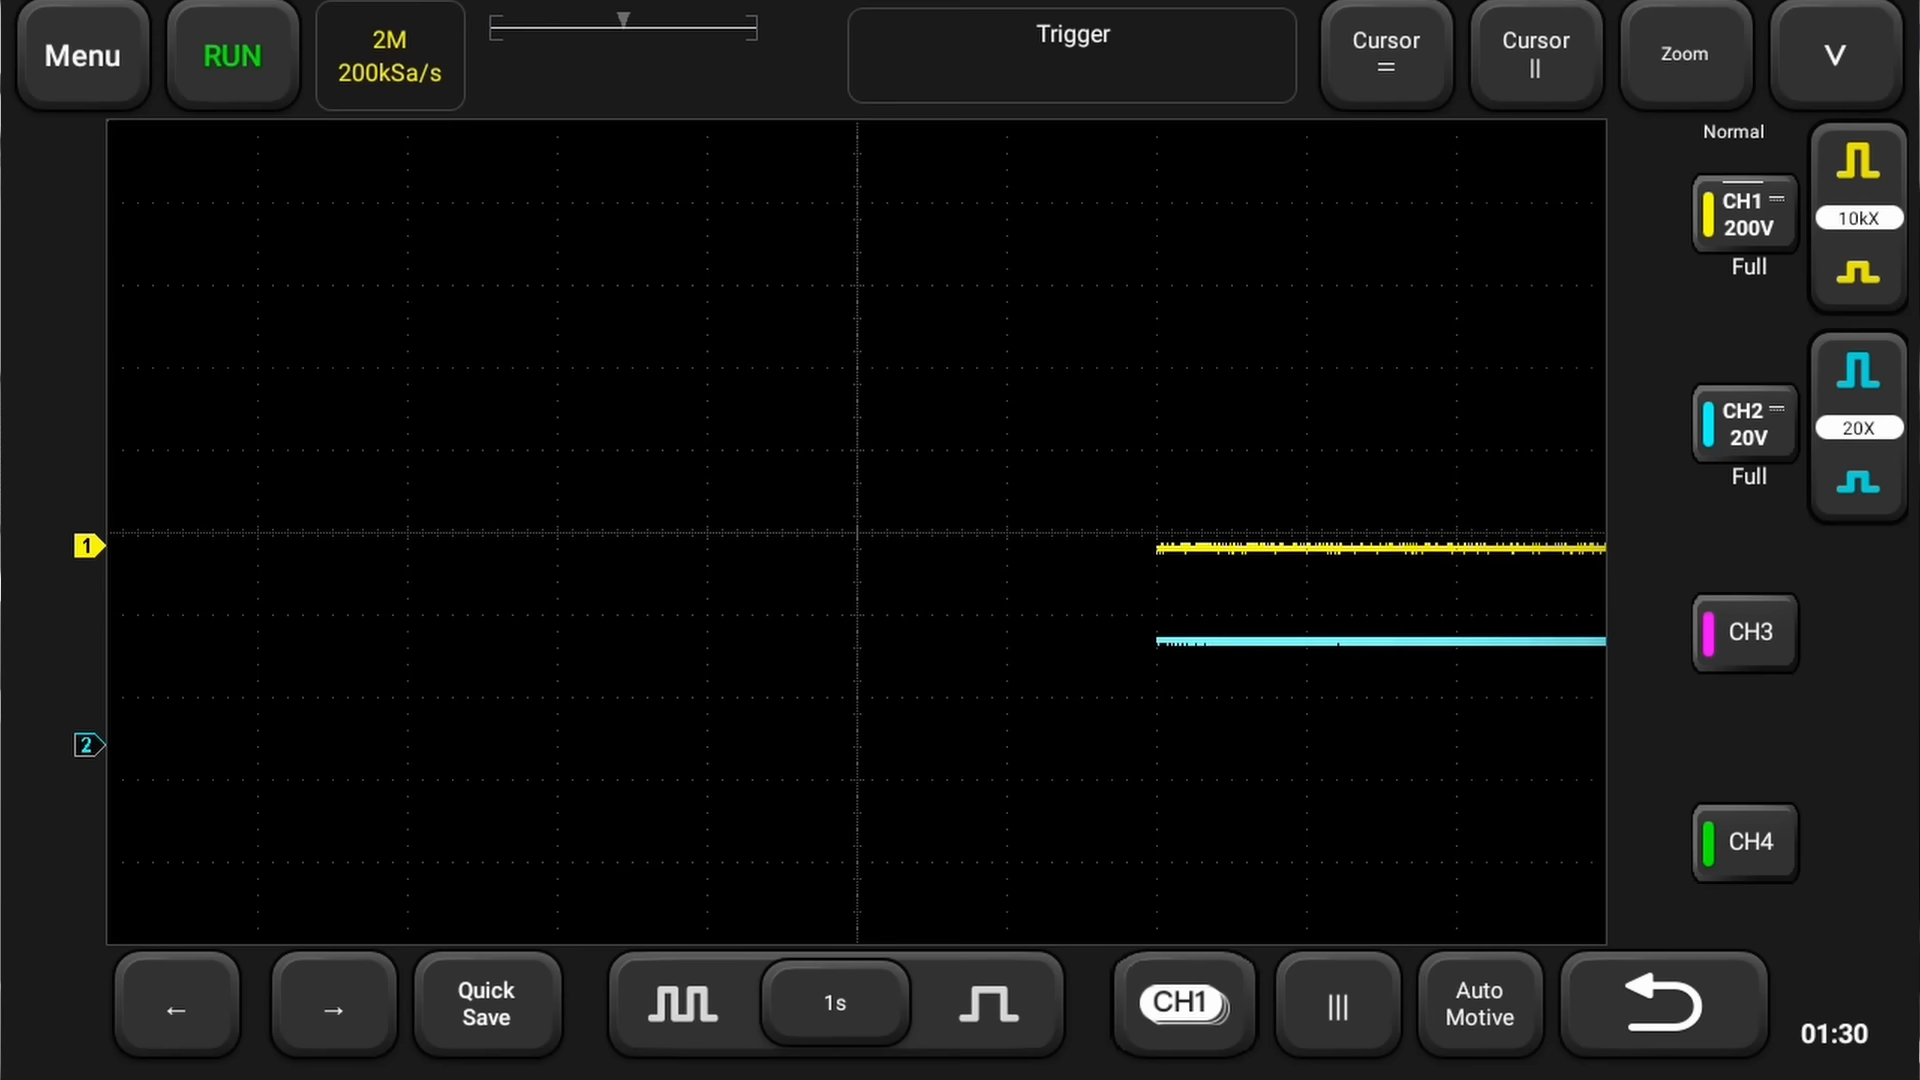 Menu
RUN
2M
200kSa/s
Trigger
Cursor
=
Cursor
||
Zoom
V
Normal
CH1
200V
Full
10kX
CH2
20V
Full
20X
1
2
CH3
CH4
←
→
Quick
Save
1s
CH1
|||
Auto
Motive
01:30